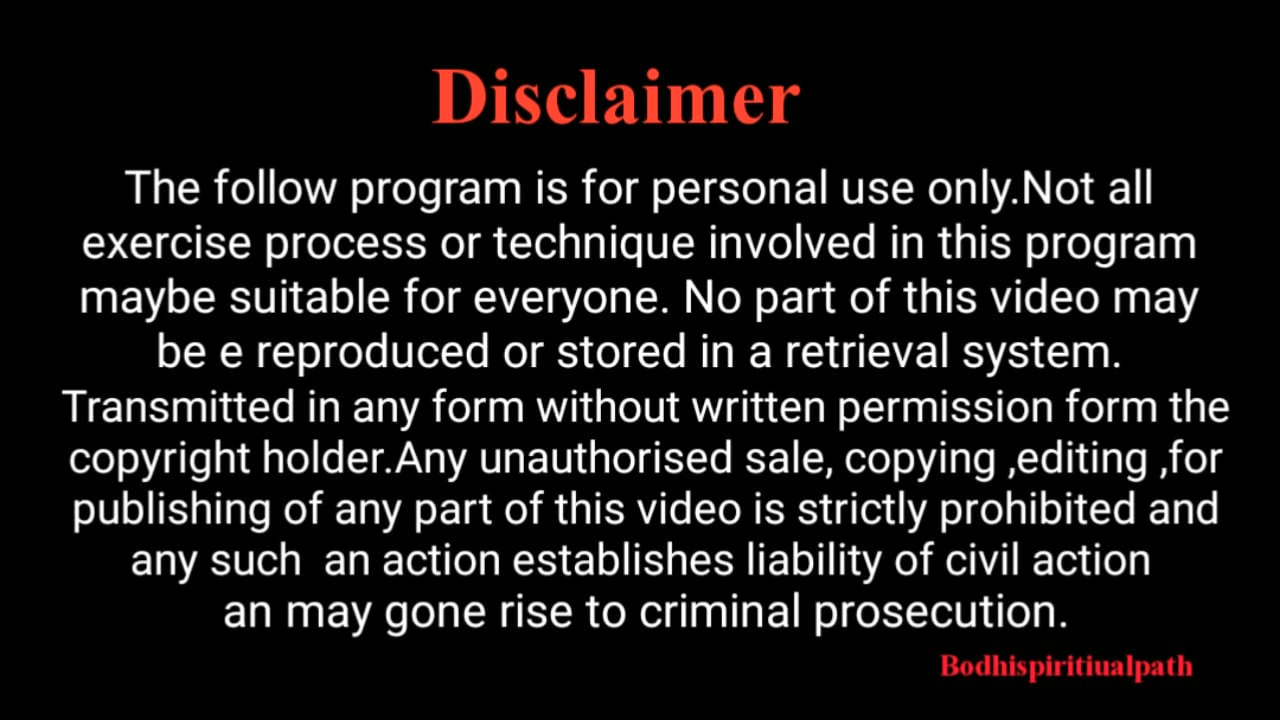 Disclaimer
The follow program is for personal use only.Not all
exercise process or technique involved in this program
maybe suitable for everyone. No part of this video may
be e reproduced or stored in a retrieval system.
Transmitted in any form without written permission form the
copyright holder.Any unauthorised sale, copying ,editing ,for
publishing of any part of this video is strictly prohibited and
any such  an action establishes liability of civil action
an may gone rise to criminal prosecution.
Bodhispiritiualpath